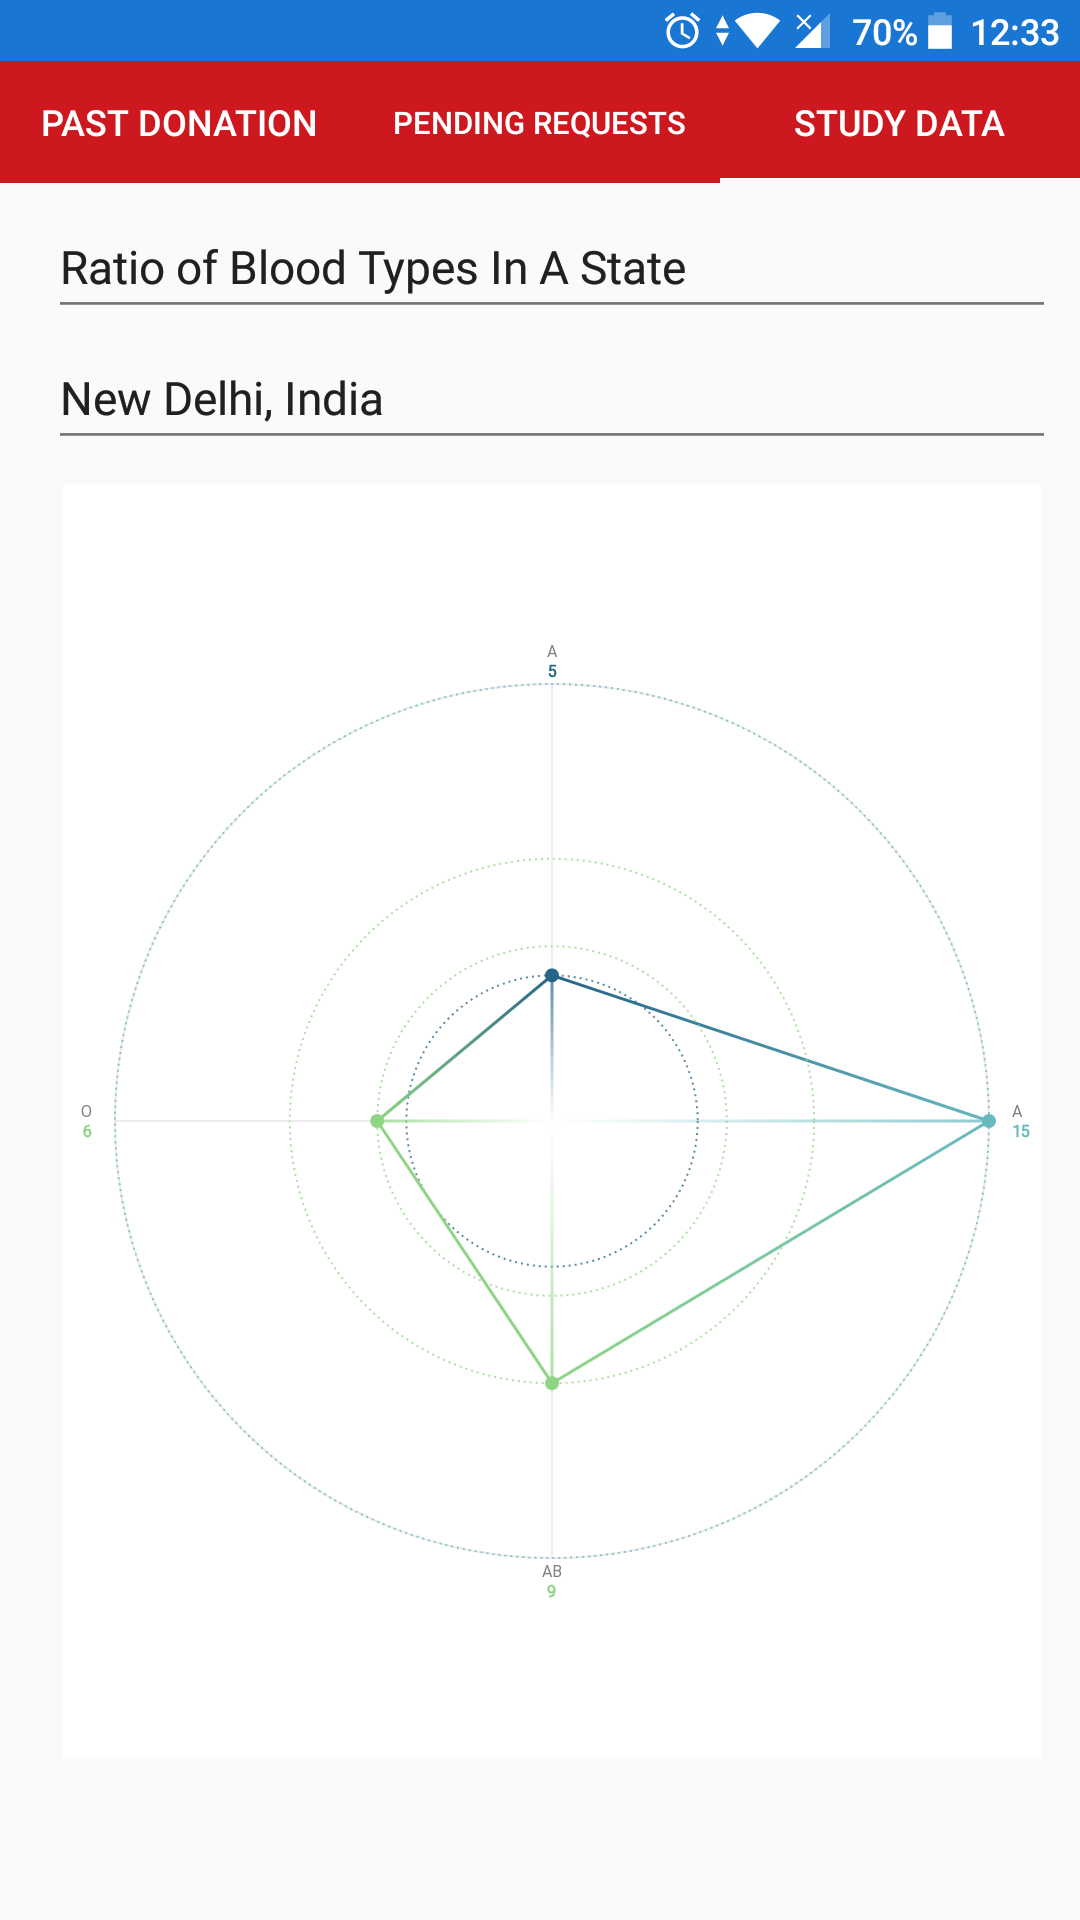 70% 12:33
PAST DONATION PENDING REQUESTS STUDY DATA
Ratio of Blood Types In A State
New Delhi, India
A
5
O
6
A
15
AB
9